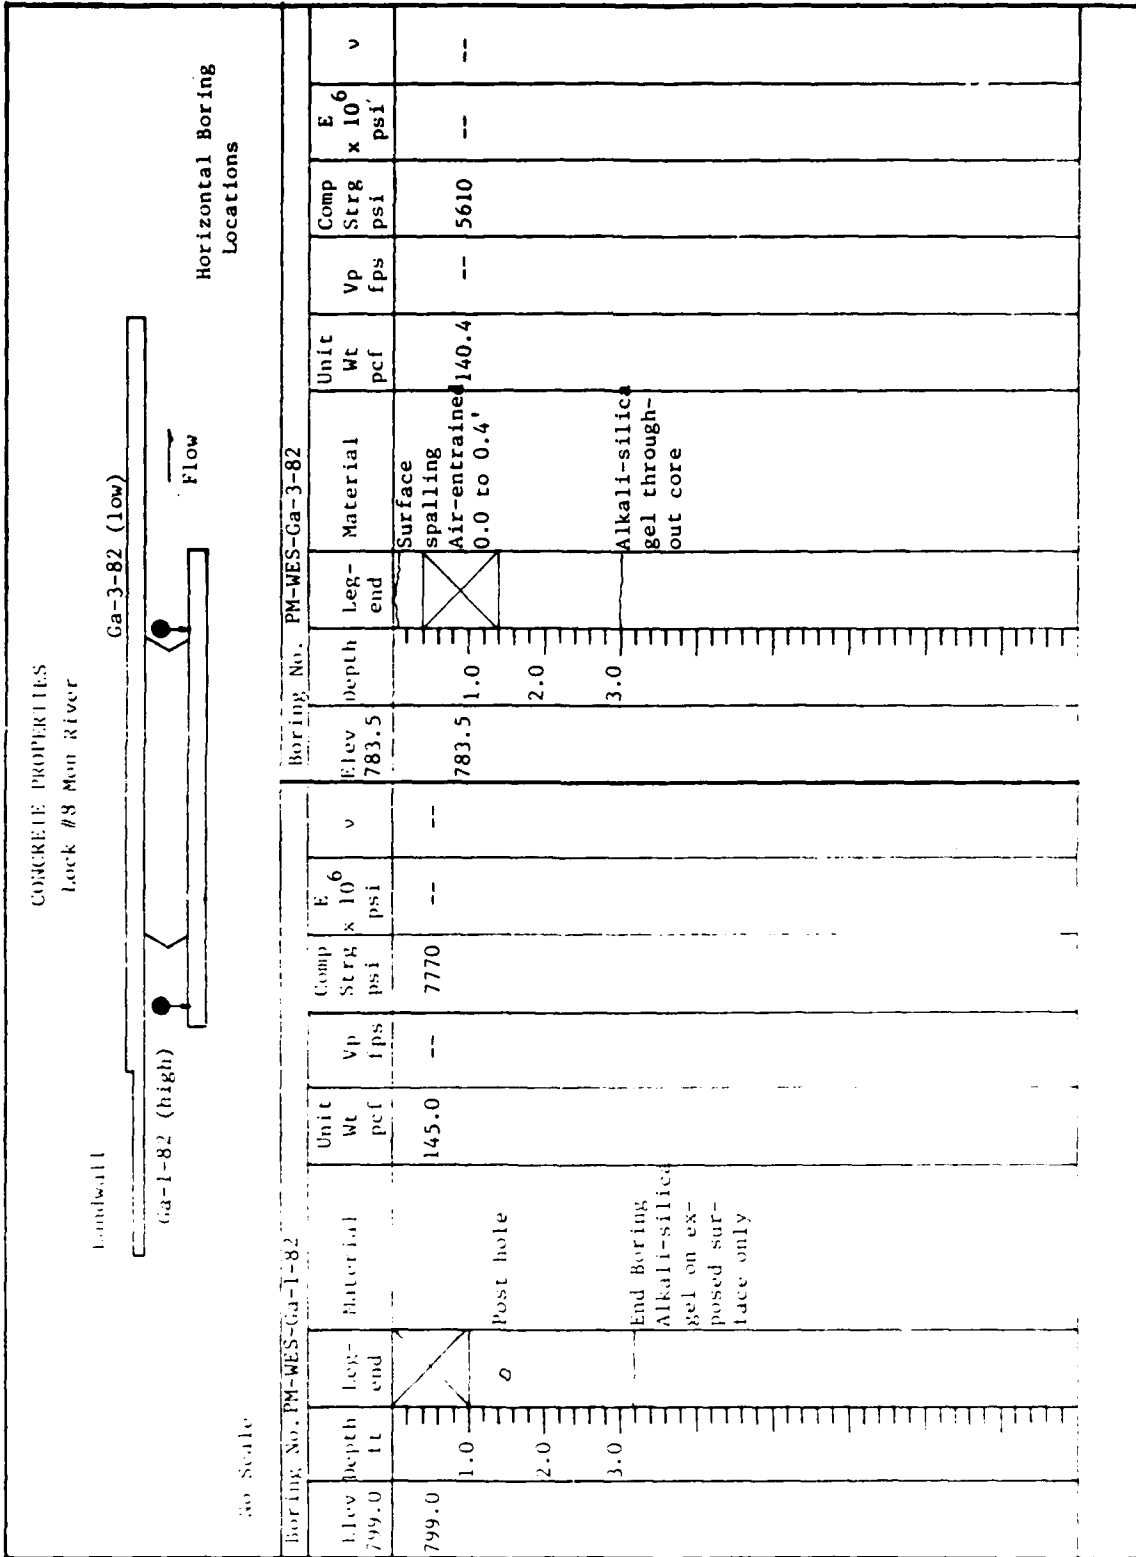 CONCRETE PROPERTIES
Lock #8 Mon River
Landwall
Ga-1-82 (high)
Ga-3-82 (low)
Flow
Horizontal Boring
Locations
No Scale
Boring No. PM-WES-Ga-1-82
Elev
799.0
Depth
ft
Leg-
end
Material
Unit
Wt
pcf
Vp
fps
Comp
Strg
psi
E
x 10^6
psi
ν
799.0
1.0
2.0
3.0
Post hole
End Boring
Alkali-silica
gel on ex-
posed sur-
face only
145.0
--
7770
--
--
Boring No. PM-WES-Ga-3-82
Elev
783.5
Depth
Leg-
end
Material
Unit
Wt
pcf
Vp
fps
Comp
Strg
psi
E
x 10^6
psi
ν
783.5
1.0
2.0
3.0
Surface
spalling
Air-entrained
0.0 to 0.4'
Alkali-silica
gel through-
out core
140.4
--
5610
--
--